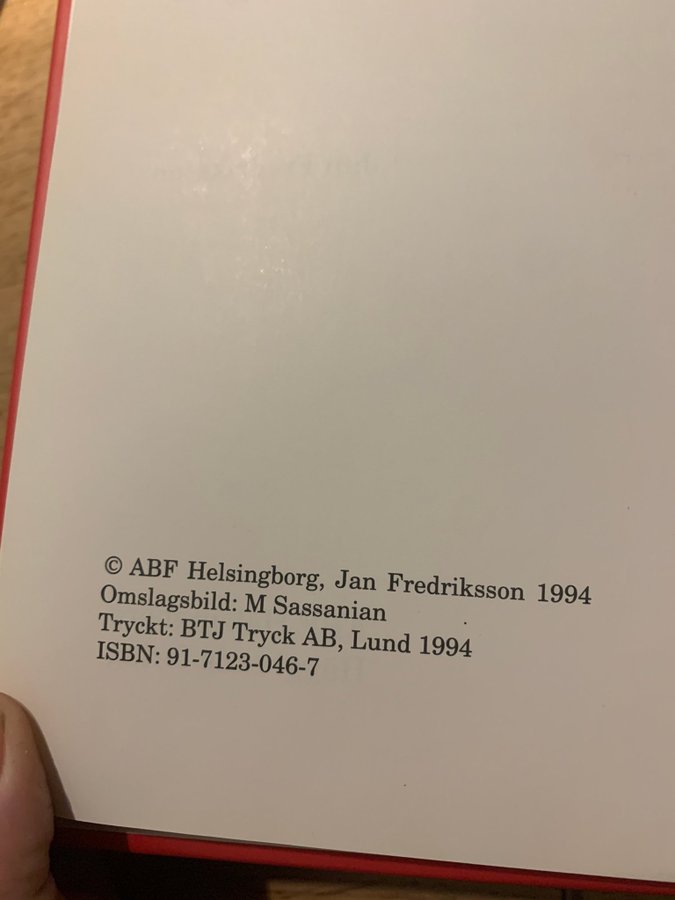 © ABF Helsingborg, Jan Fredriksson 1994
Omslagsbild: M Sassanian
Tryckt: BTJ Tryck AB, Lund 1994
ISBN: 91-7123-046-7